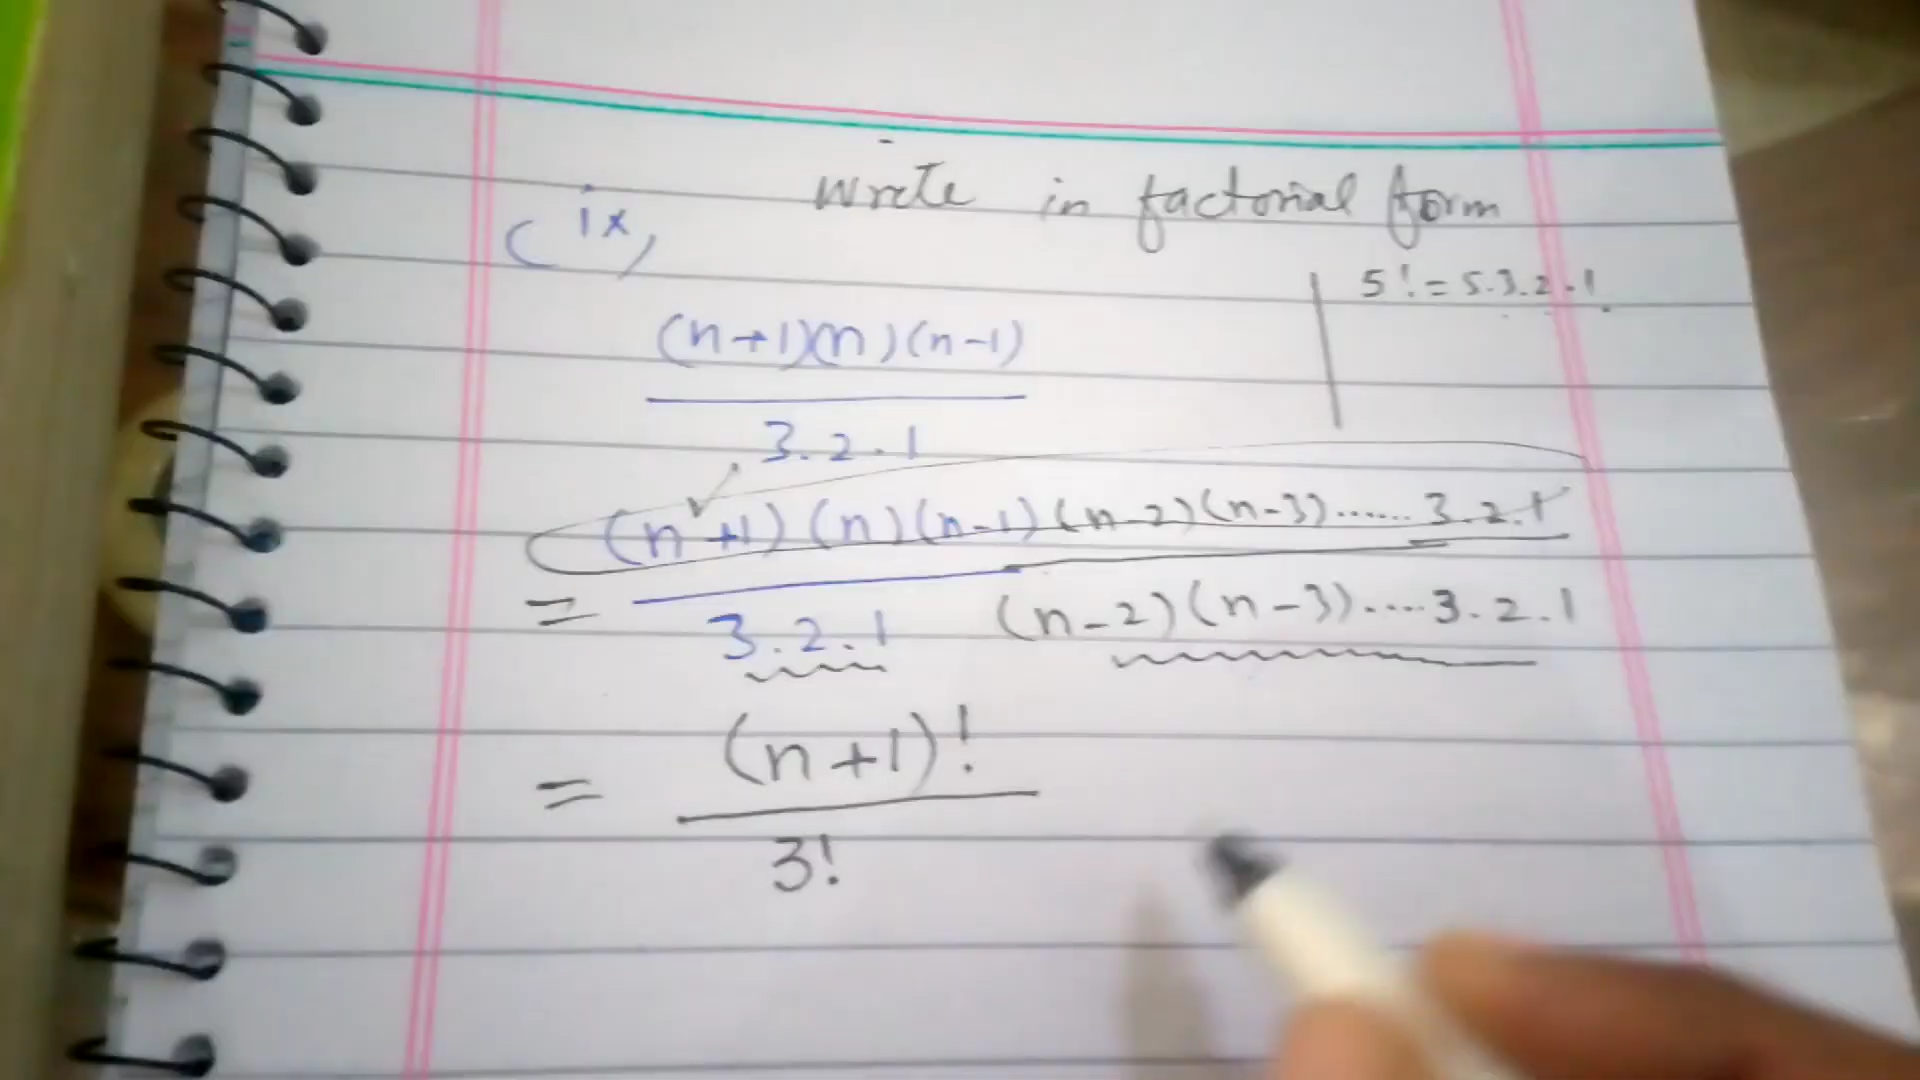 write in factorial form
(ix)
5! = 5.3.2.1.
(n+1)(n)(n-1)
3.2.1
(n+1)(n)(n-1)(n-2)(n-3)......3.2.1
=
3.2.1 (n-2)(n-3)....3.2.1
= (n+1)!
3!